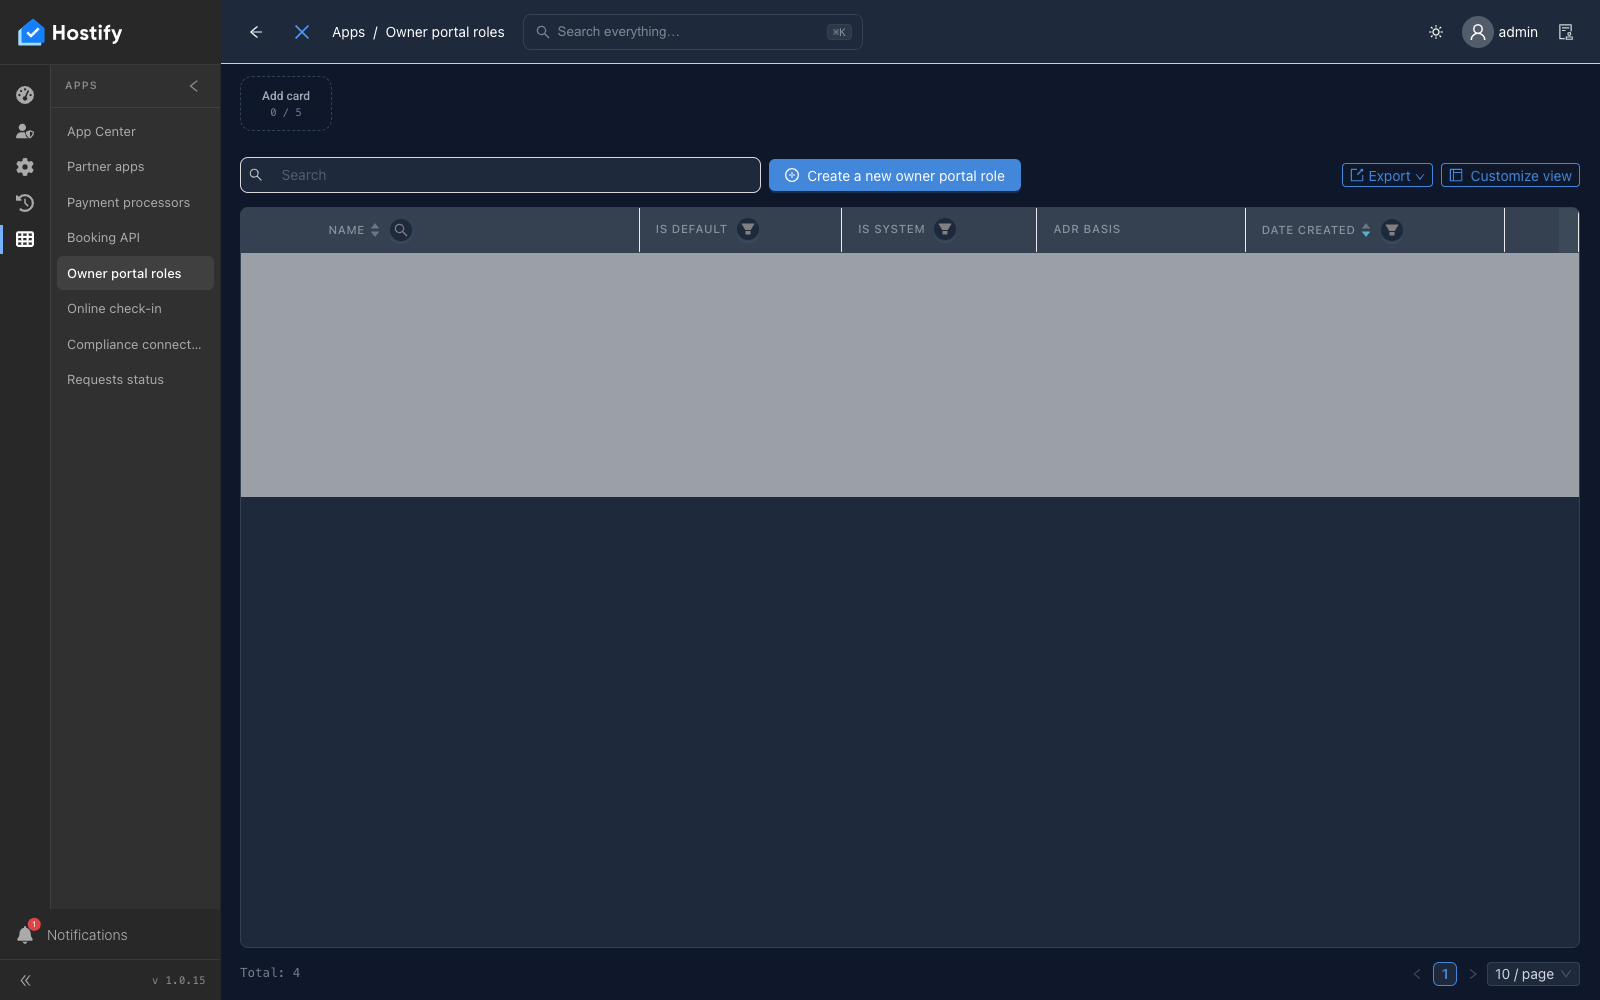 Hostify
Apps / Owner portal roles
Search everything…
⌘K
admin
APPS
App Center
Partner apps
Payment processors
Booking API
Owner portal roles
Online check-in
Compliance connect...
Requests status
1
Notifications
v 1.0.15
Add card
0 / 5
Search
Create a new owner portal role
Export
Customize view
NAME
IS DEFAULT
IS SYSTEM
ADR BASIS
DATE CREATED
Total: 4
1
10 / page